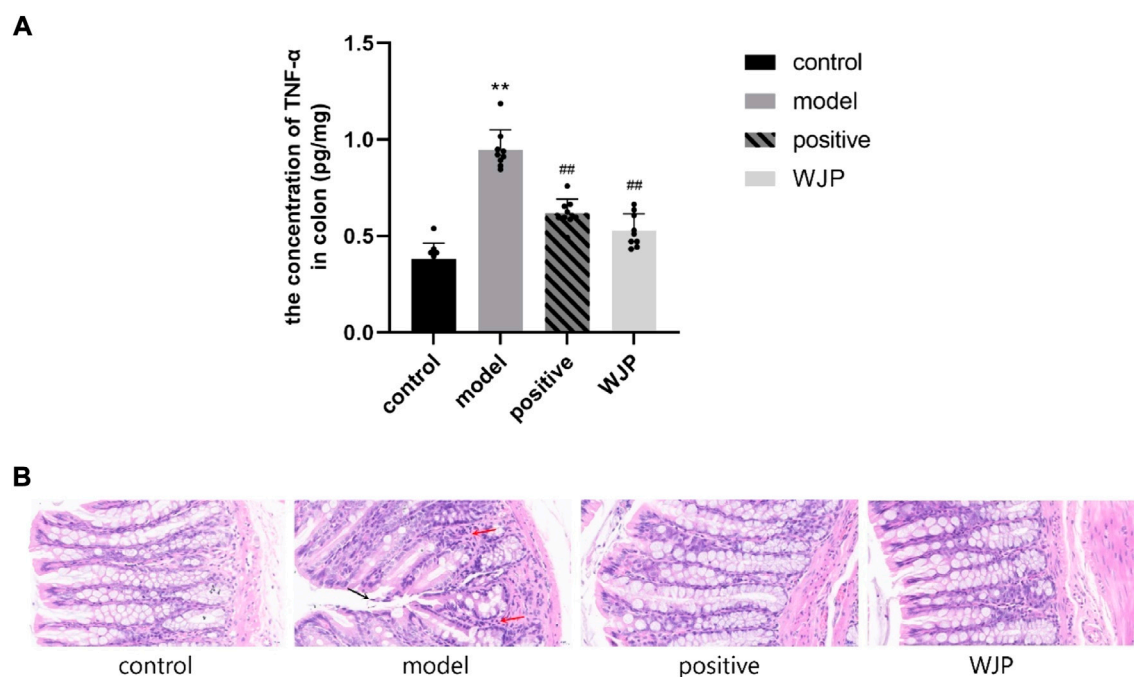 A
the concentration of TNF-α
in colon (pg/mg)
1.5
1.0
0.5
0.0
**
##
##
control
model
positive
WJP
control
model
positive
WJP
B
control
model
positive
WJP